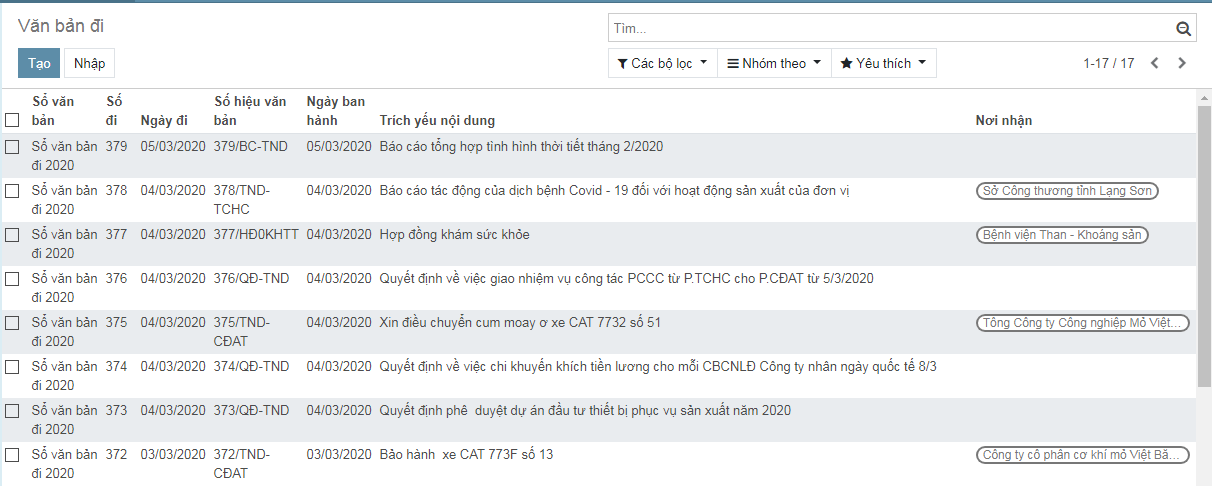 Văn bản đi
Tìm...
Tạo Nhập
Các bộ lọc Nhóm theo Yêu thích 1-17 / 17
Sổ văn bản Số đi Ngày đi Số hiệu văn bản Ngày ban hành Trích yếu nội dung Nơi nhận
Sổ văn bản đi 2020 379 05/03/2020 379/BC-TND 05/03/2020 Báo cáo tổng hợp tình hình thời tiết tháng 2/2020
Sổ văn bản đi 2020 378 04/03/2020 378/TND-TCHC 04/03/2020 Báo cáo tác động của dịch bệnh Covid - 19 đối với hoạt động sản xuất của đơn vị Sở Công thương tỉnh Lạng Sơn
Sổ văn bản đi 2020 377 04/03/2020 377/HĐ0KHTT 04/03/2020 Hợp đồng khám sức khỏe Bệnh viện Than - Khoáng sản
Sổ văn bản đi 2020 376 04/03/2020 376/QĐ-TND 04/03/2020 Quyết định về việc giao nhiệm vụ công tác PCCC từ P.TCHC cho P.CĐAT từ 5/3/2020
Sổ văn bản đi 2020 375 04/03/2020 375/TND-CĐAT 04/03/2020 Xin điều chuyển cum moay ơ xe CAT 7732 số 51 Tổng Công ty Công nghiệp Mỏ Việt...
Sổ văn bản đi 2020 374 04/03/2020 374/QĐ-TND 04/03/2020 Quyết định về việc chi khuyến khích tiền lương cho mỗi CBCNLĐ Công ty nhân ngày quốc tế 8/3
Sổ văn bản đi 2020 373 04/03/2020 373/QĐ-TND 04/03/2020 Quyết định phê duyệt dự án đầu tư thiết bị phục vụ sản xuất năm 2020
Sổ văn bản đi 2020 372 03/03/2020 372/TND-CĐAT 03/03/2020 Bảo hành xe CAT 773F số 13 Công ty cổ phần cơ khí mỏ Việt Bă...